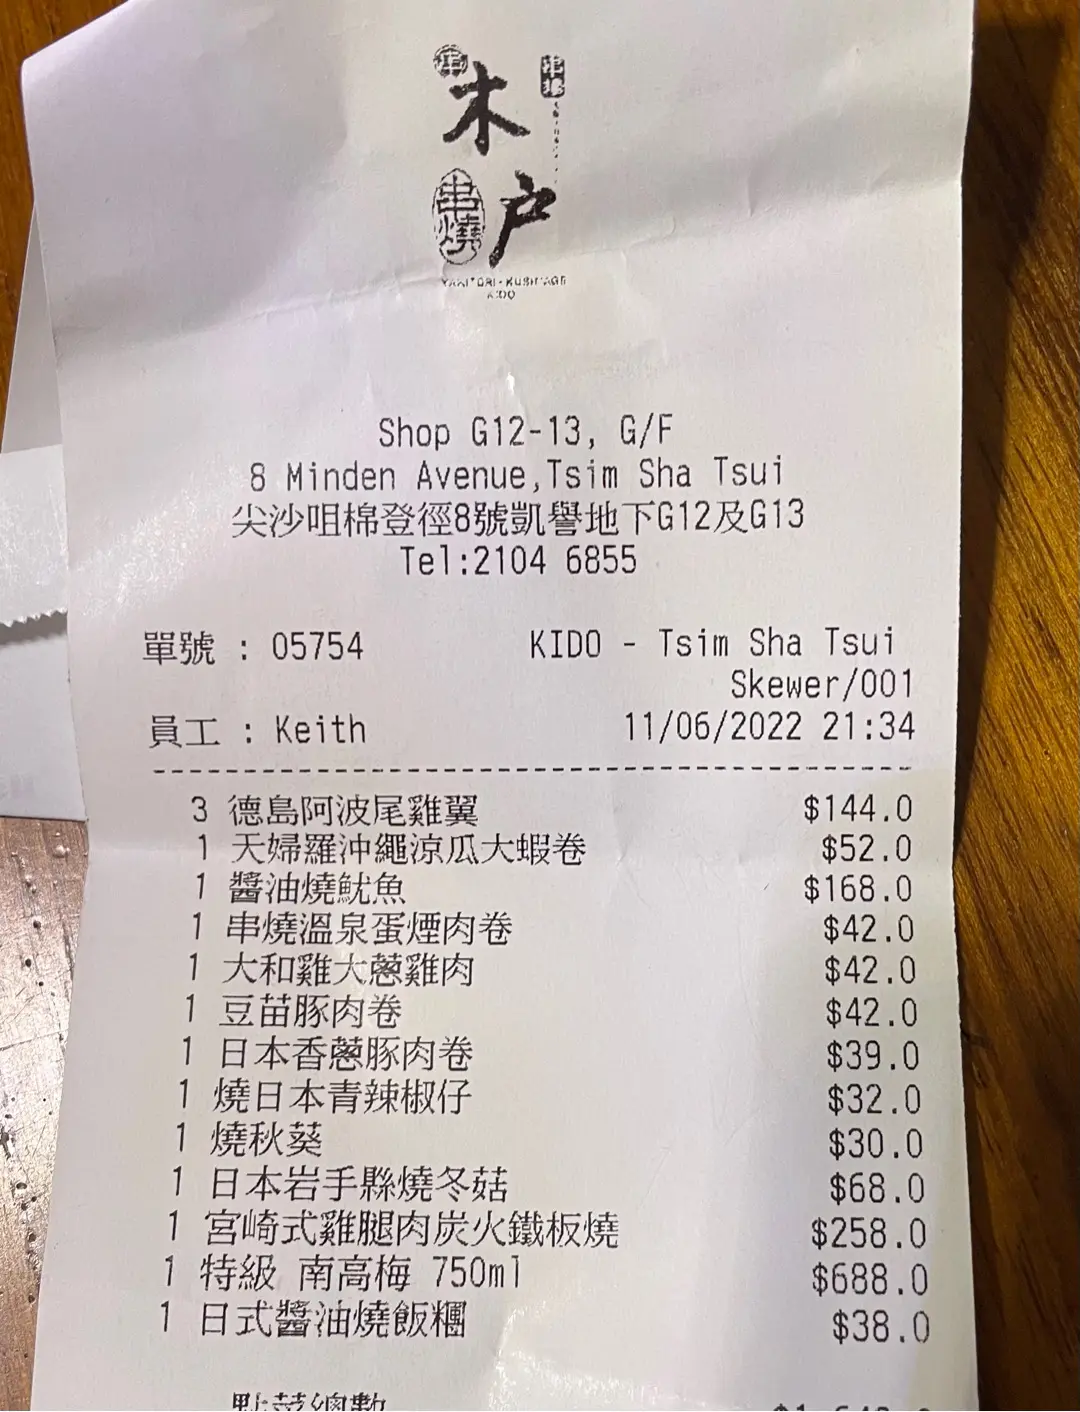 木
户
串燒
YAKITORI - KUSHIAGE
KIDO
Shop G12-13, G/F
8 Minden Avenue,Tsim Sha Tsui
尖沙咀棉登徑8號凱譽地下G12及G13
Tel:2104 6855
單號 : 05754 KIDO - Tsim Sha Tsui
Skewer/001
員工 : Keith 11/06/2022 21:34
3 德島阿波尾雞翼 $144.0
1 天婦羅沖繩涼瓜大蝦卷 $52.0
1 醬油燒魷魚 $168.0
1 串燒溫泉蛋煙肉卷 $42.0
1 大和雞大蔥雞肉 $42.0
1 豆苗豚肉卷 $42.0
1 日本香蔥豚肉卷 $39.0
1 燒日本青辣椒仔 $32.0
1 燒秋葵 $30.0
1 日本岩手縣燒冬菇 $68.0
1 宮崎式雞腿肉炭火鐵板燒 $258.0
1 特級 南高梅 750ml $688.0
1 日式醬油燒飯糰 $38.0
點菜總數